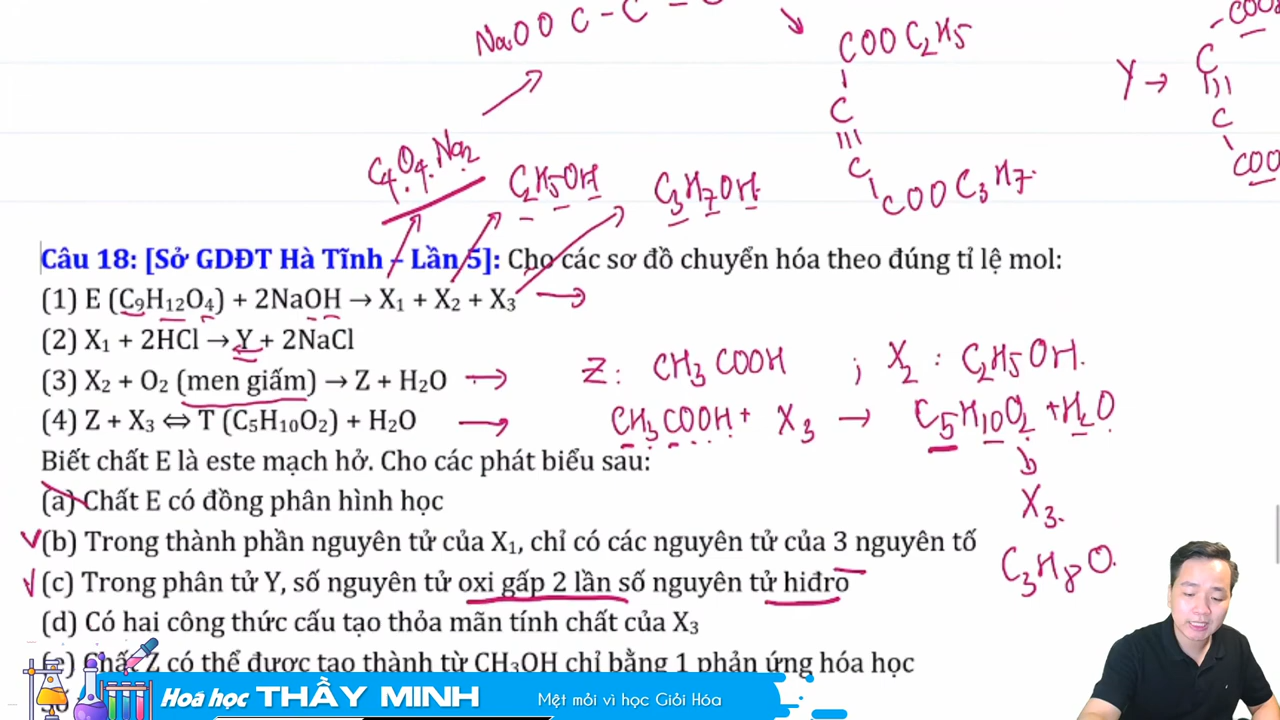 NaOO C - C -
COO C2H5
COO
C
C
Y → C
C
C
COO C3H7.
COO
C4O4Na2
C2H5OH
C3H7OH.
Câu 18: [Sở GDĐT Hà Tĩnh – Lần 5]: Cho các sơ đồ chuyển hóa theo đúng tỉ lệ mol:
(1) E (C9H12O4) + 2NaOH → X1 + X2 + X3 →
(2) X1 + 2HCl → Y + 2NaCl
(3) X2 + O2 (men giấm) → Z + H2O → Z: CH3COOH ; X2 : C2H5OH.
(4) Z + X3 ⇔ T (C5H10O2) + H2O → CH3COOH + X3 → C5H10O2 + H2O
Biết chất E là este mạch hở. Cho các phát biểu sau:
(a) Chất E có đồng phân hình học
X3.
(b) Trong thành phần nguyên tử của X1, chỉ có các nguyên tử của 3 nguyên tố
C3H8O.
(c) Trong phân tử Y, số nguyên tử oxi gấp 2 lần số nguyên tử hiđro
(d) Có hai công thức cấu tạo thỏa mãn tính chất của X3
(e) Chất Z có thể được tạo thành từ CH3OH chỉ bằng 1 phản ứng hóa học
Hoá học THẦY MINH
Mệt mỏi vì học Giỏi Hóa